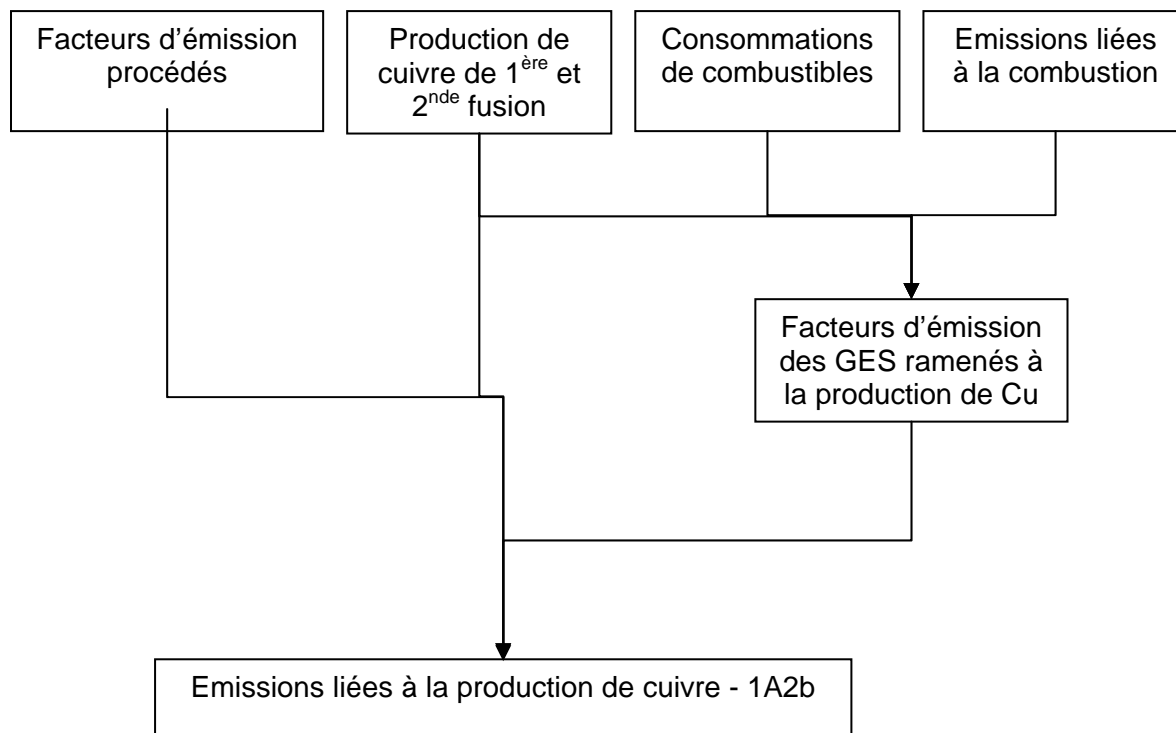 Facteurs d'émission
procédés
Production de
cuivre de 1ère et
2nde fusion
Consommations
de combustibles
Emissions liées
à la combustion
Facteurs d'émission
des GES ramenés à
la production de Cu
Emissions liées à la production de cuivre - 1A2b